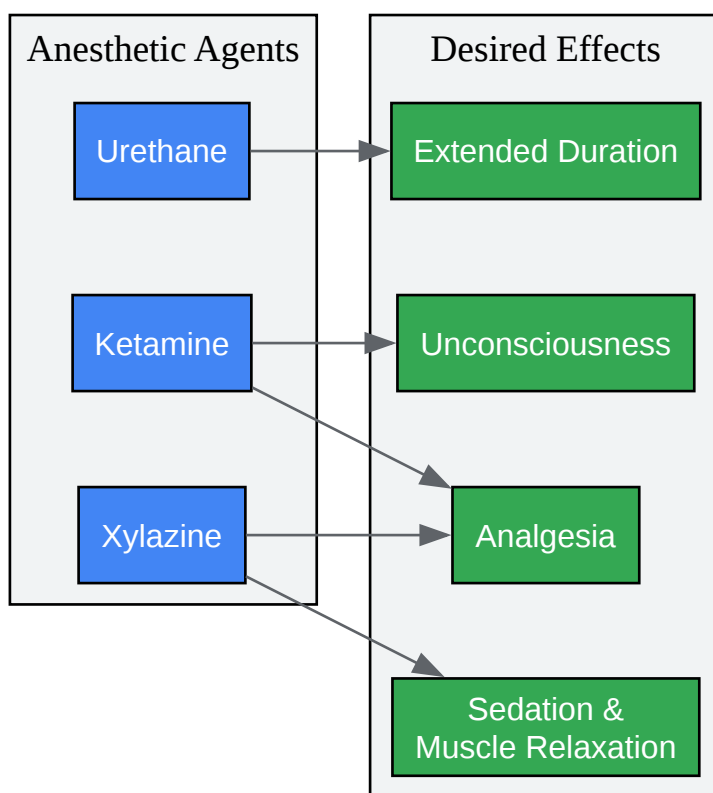 Anesthetic Agents
Desired Effects
Urethane
Extended Duration
Ketamine
Unconsciousness
Xylazine
Analgesia
Sedation &
Muscle Relaxation